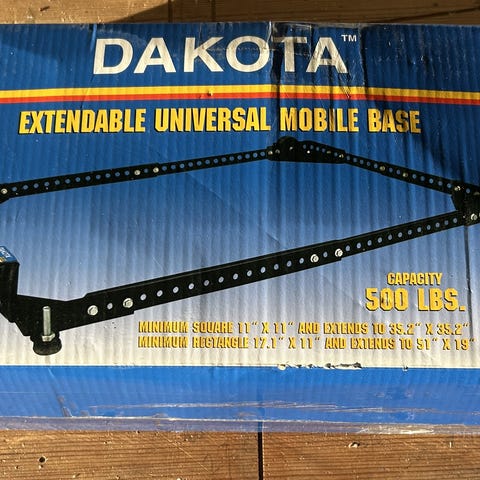 DAKOTA™
EXTENDABLE UNIVERSAL MOBILE BASE
CAPACITY
500 LBS.
MINIMUM SQUARE 11" X 11" AND EXTENDS TO 35.2" X 35.2"
MINIMUM RECTANGLE 17.1" X 11" AND EXTENDS TO 51" X 19"